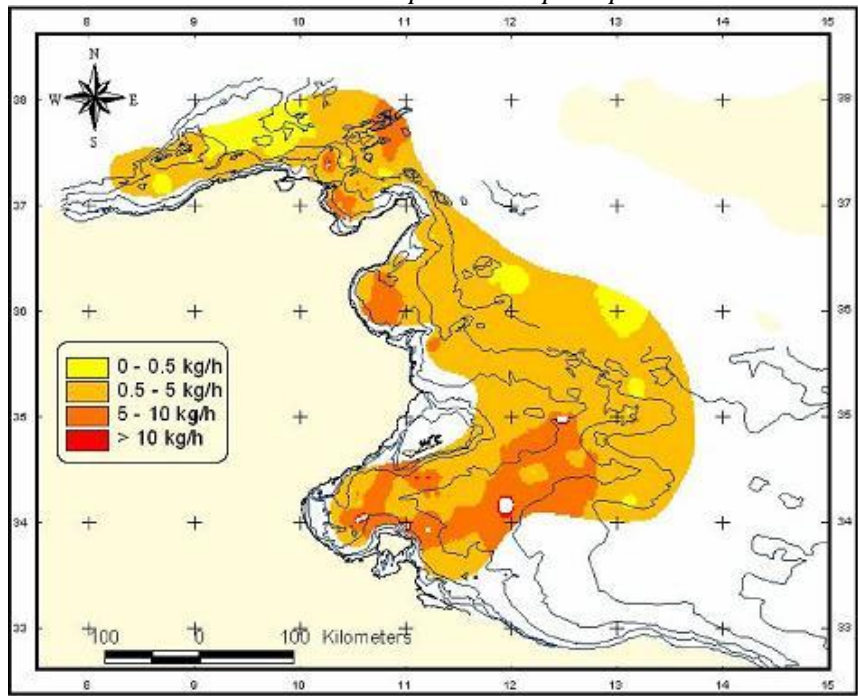 8 9 10 11 12 13 14 15
N
W E
S
38 38
37 37
36 36
0 - 0.5 kg/h
0.5 - 5 kg/h
5 - 10 kg/h
> 10 kg/h
35 35
34 34
33 33
100 0 100 Kilometers
8 9 10 11 12 13 14 15